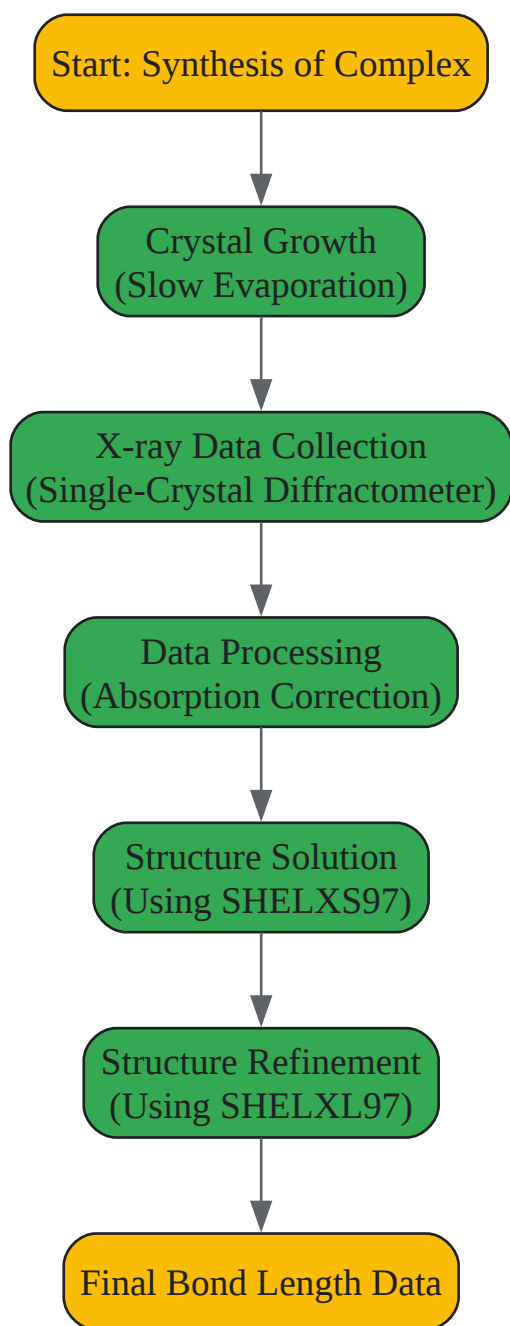 Start: Synthesis of Complex
Crystal Growth
(Slow Evaporation)
X-ray Data Collection
(Single-Crystal Diffractometer)
Data Processing
(Absorption Correction)
Structure Solution
(Using SHELXS97)
Structure Refinement
(Using SHELXL97)
Final Bond Length Data